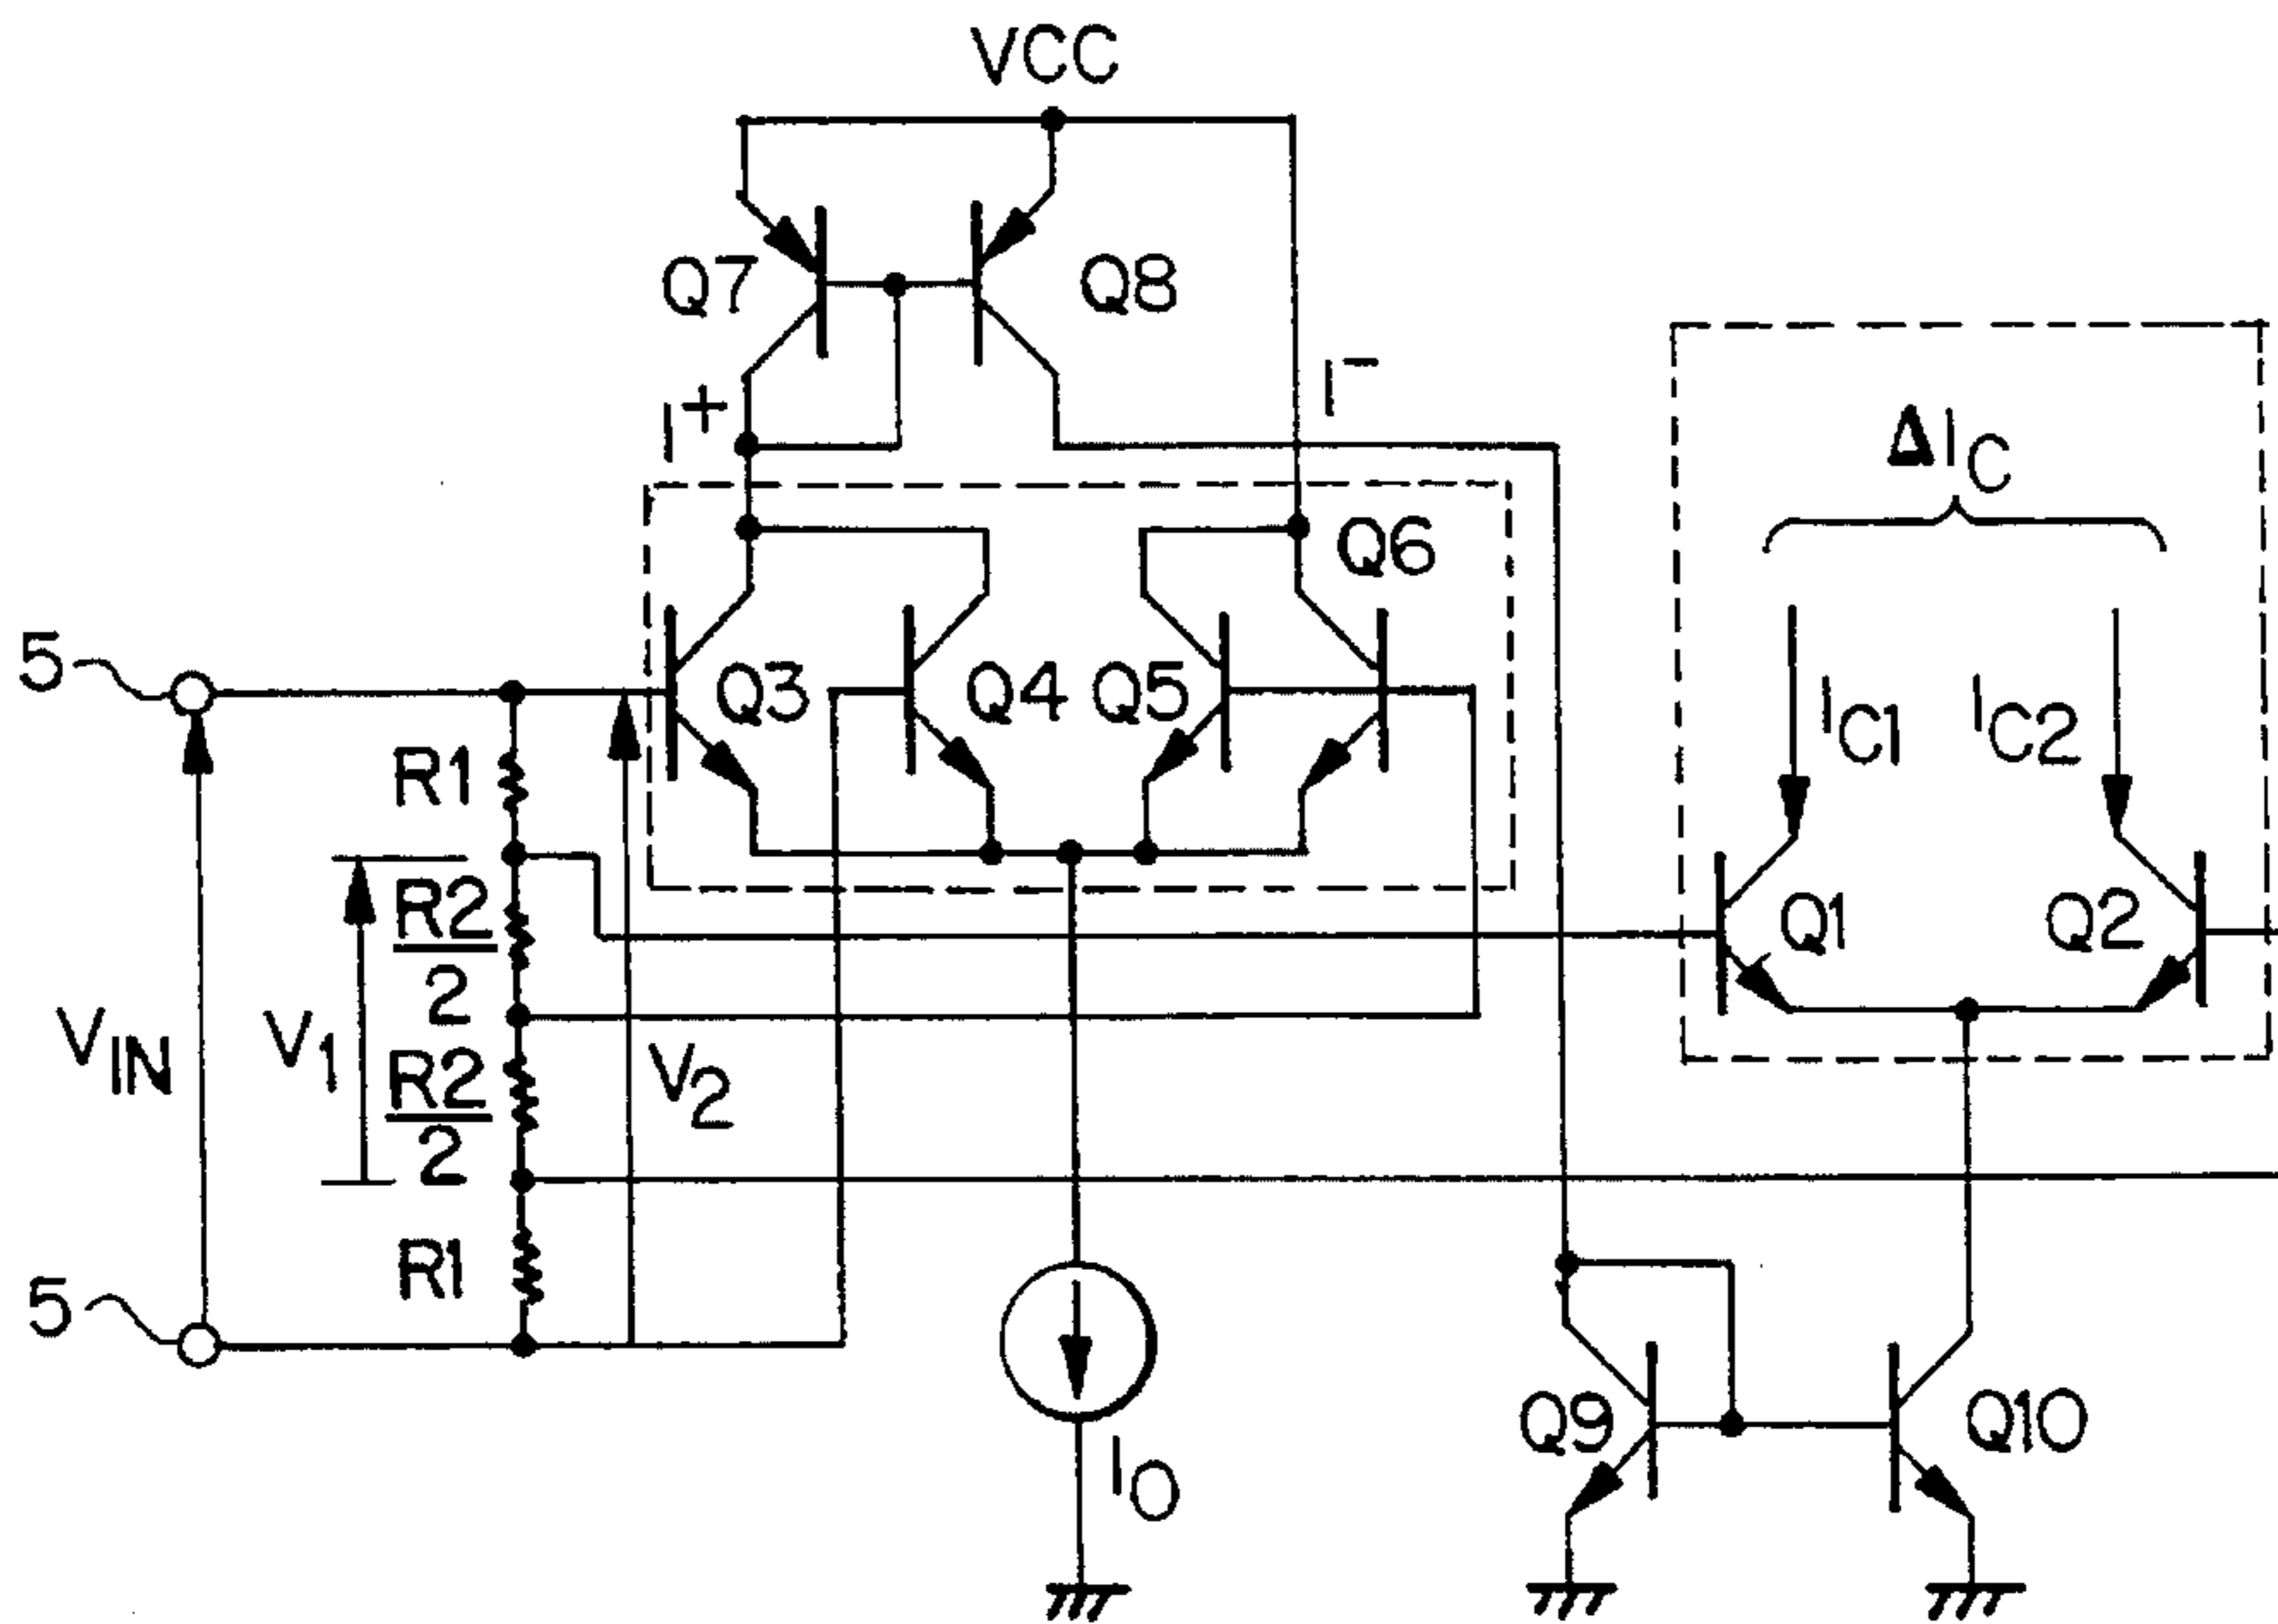 VCC
Q7
Q8
I+
I−
ΔIC
Q6
5
Q3
Q4
Q5
IC1
IC2
R1
R2/2
Q1
Q2
VIN
V1
R2/2
V2
R1
5
Q9
Q10
IO